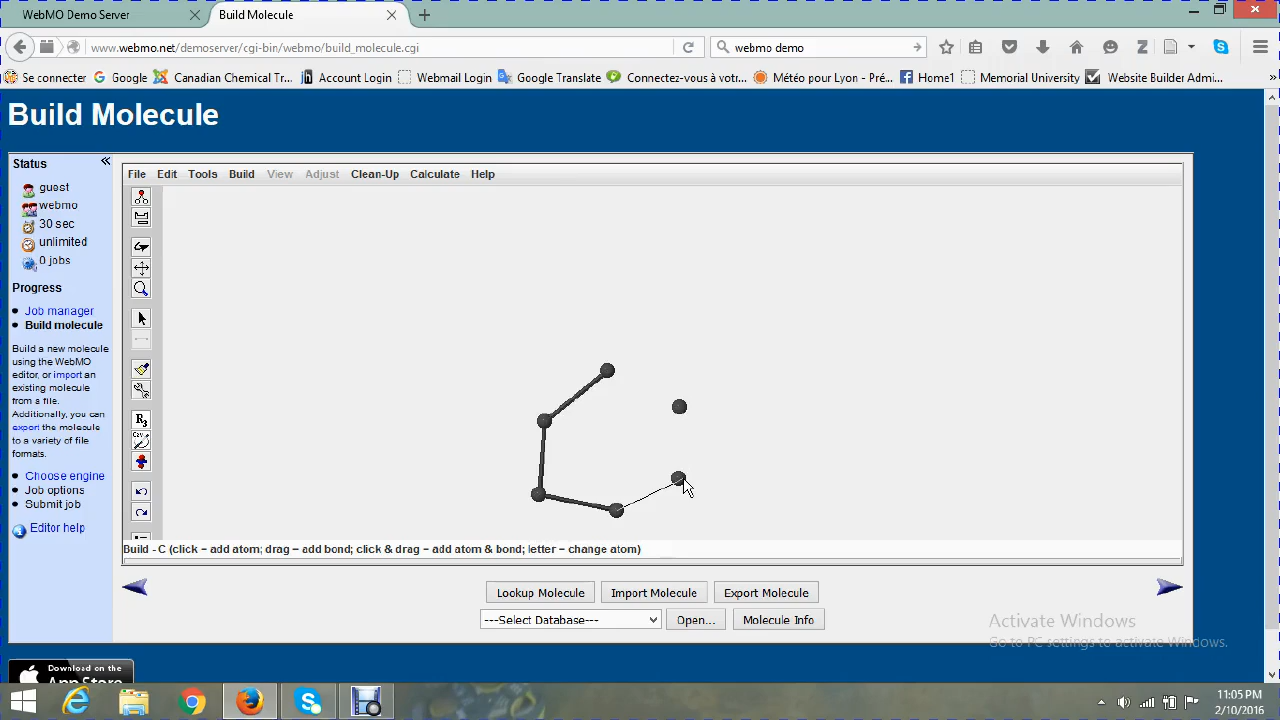 WebMO Demo Server
Build Molecule
www.webmo.net/demoserver/cgi-bin/webmo/build_molecule.cgi
webmo demo
Se connecter
Google
Canadian Chemical Tr...
Account Login
Webmail Login
Google Translate
Connectez-vous à votr...
Météo pour Lyon - Pré...
Home1
Memorial University
Website Builder Admi...
Build Molecule
Status
guest
webmo
30 sec
unlimited
0 jobs
Progress
Job manager
Build molecule
Build a new molecule
using the WebMO
editor, or import an
existing molecule
from a file.
Additionally, you can
export the molecule
to a variety of file
formats.
Choose engine
Job options
Submit job
Editor help
File Edit Tools Build View Adjust Clean-Up Calculate Help
Build - C (click – add atom; drag – add bond; click & drag – add atom & bond; letter – change atom)
Lookup Molecule Import Molecule Export Molecule
---Select Database--- Open... Molecule Info
Activate Windows
Go to PC settings to activate Windows.
Download on the
App Store
11:05 PM
2/10/2016